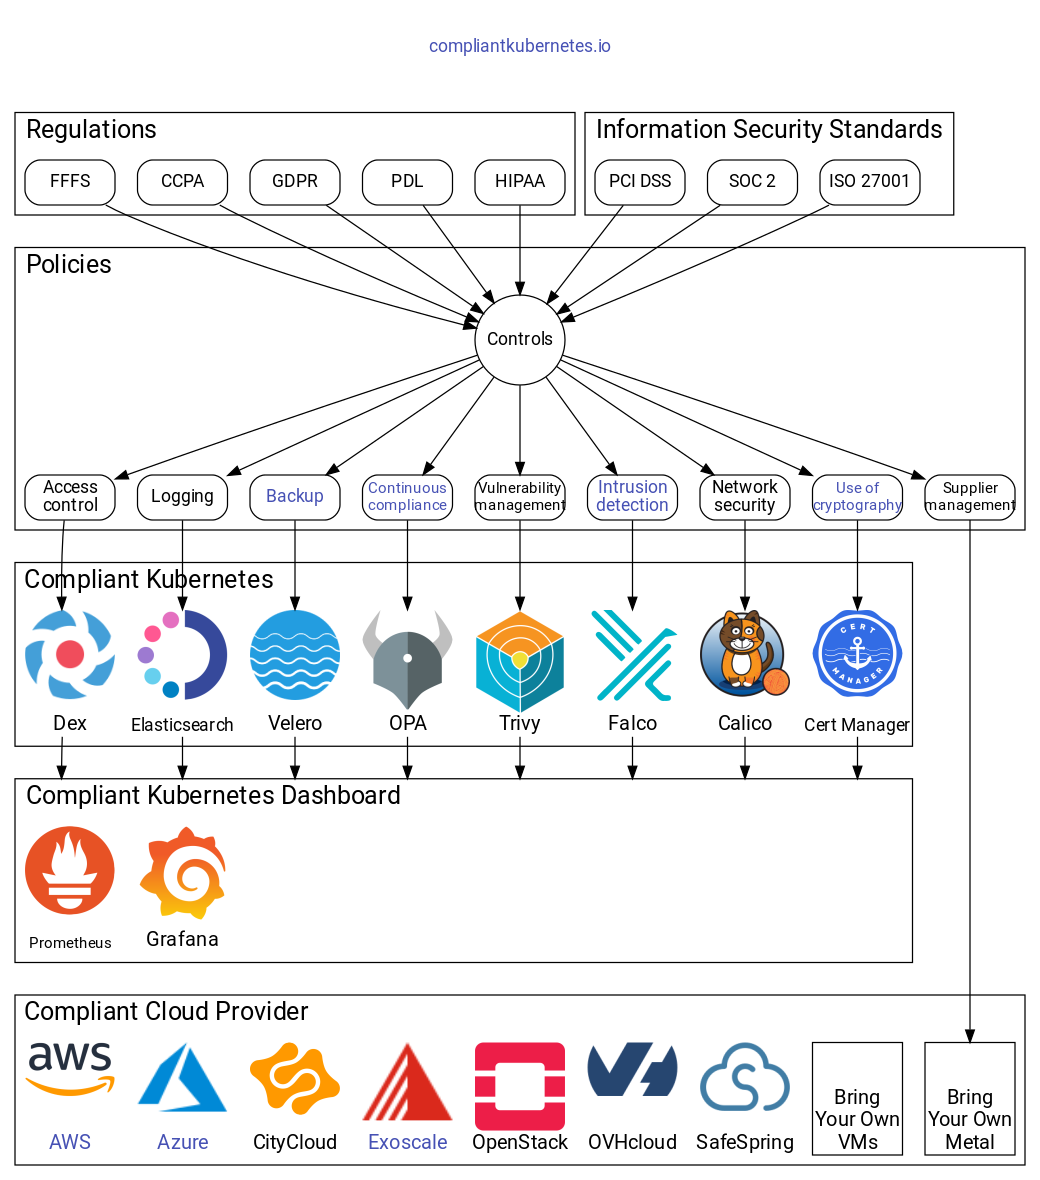 compliantkubernetes.io
Regulations
Information Security Standards
FFFS
CCPA
GDPR
PDL
HIPAA
PCI DSS
SOC 2
ISO 27001
Policies
Controls
Access
control
Logging
Backup
Continuous
compliance
Vulnerability
management
Intrusion
detection
Network
security
Use of
cryptography
Supplier
management
Compliant Kubernetes
CERT
MANAGER
Dex
Elasticsearch
Velero
OPA
Trivy
Falco
Calico
Cert Manager
Compliant Kubernetes Dashboard
Prometheus
Grafana
Compliant Cloud Provider
aws
AWS
Azure
CityCloud
Exoscale
OpenStack
OVHcloud
SafeSpring
Bring
Your Own
VMs
Bring
Your Own
Metal